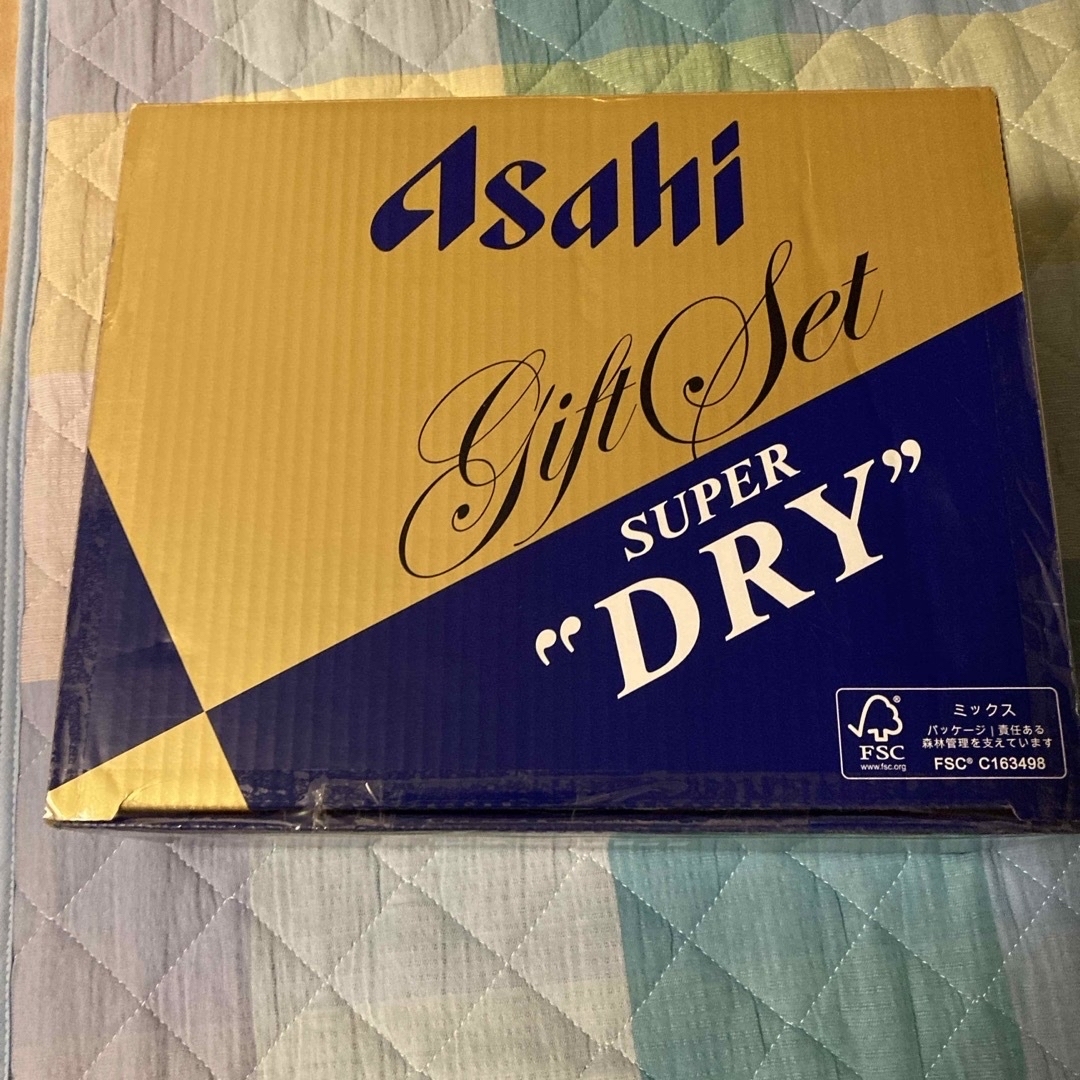 Asahi
Gift Set
SUPER
"DRY"
ミックス
パッケージ | 責任ある
森林管理を支えています
FSC® C163498
®
FSC
www.fsc.org